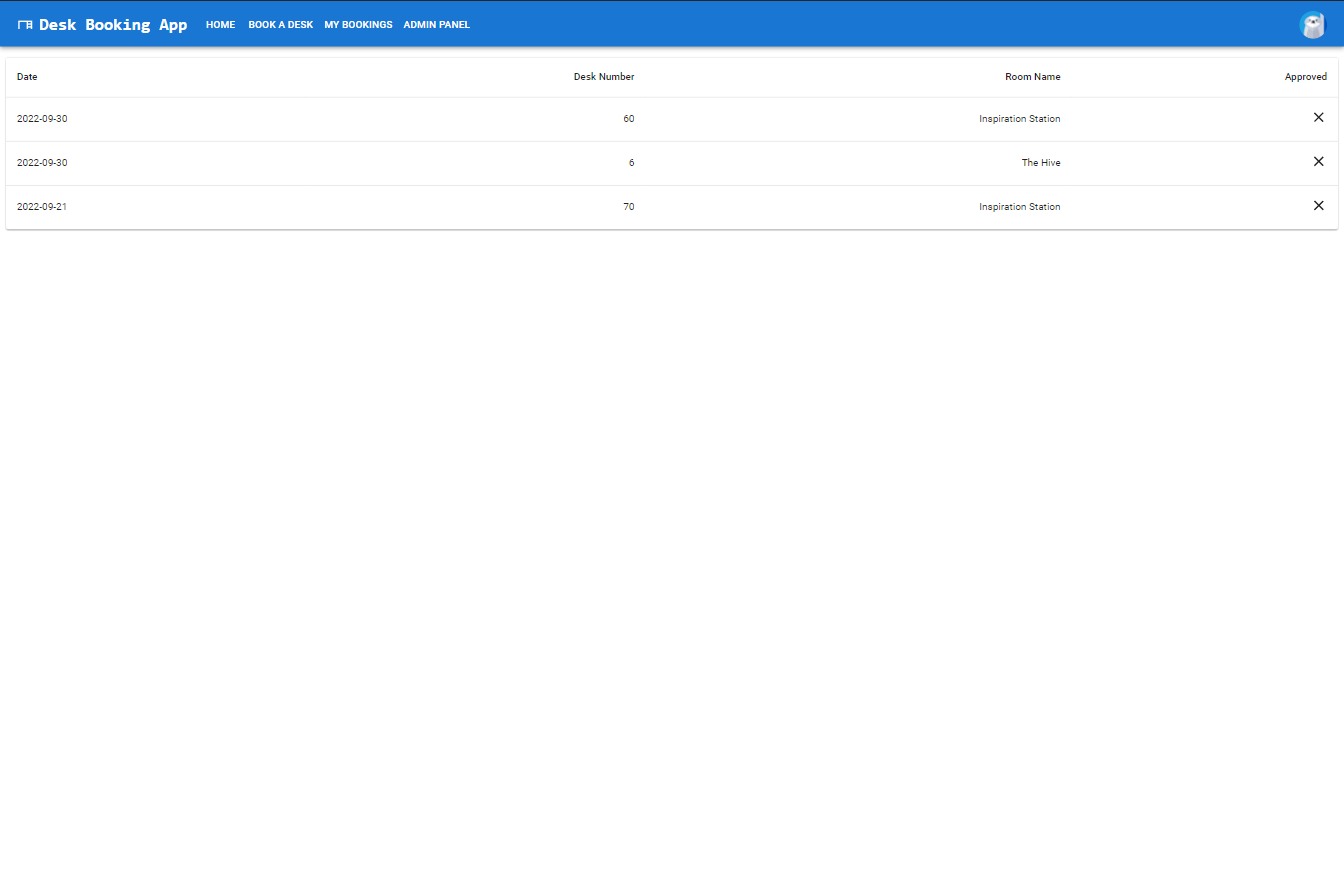 Desk Booking App HOME BOOK A DESK MY BOOKINGS ADMIN PANEL
Date Desk Number Room Name Approved
2022-09-30 60 Inspiration Station
2022-09-30 6 The Hive
2022-09-21 70 Inspiration Station